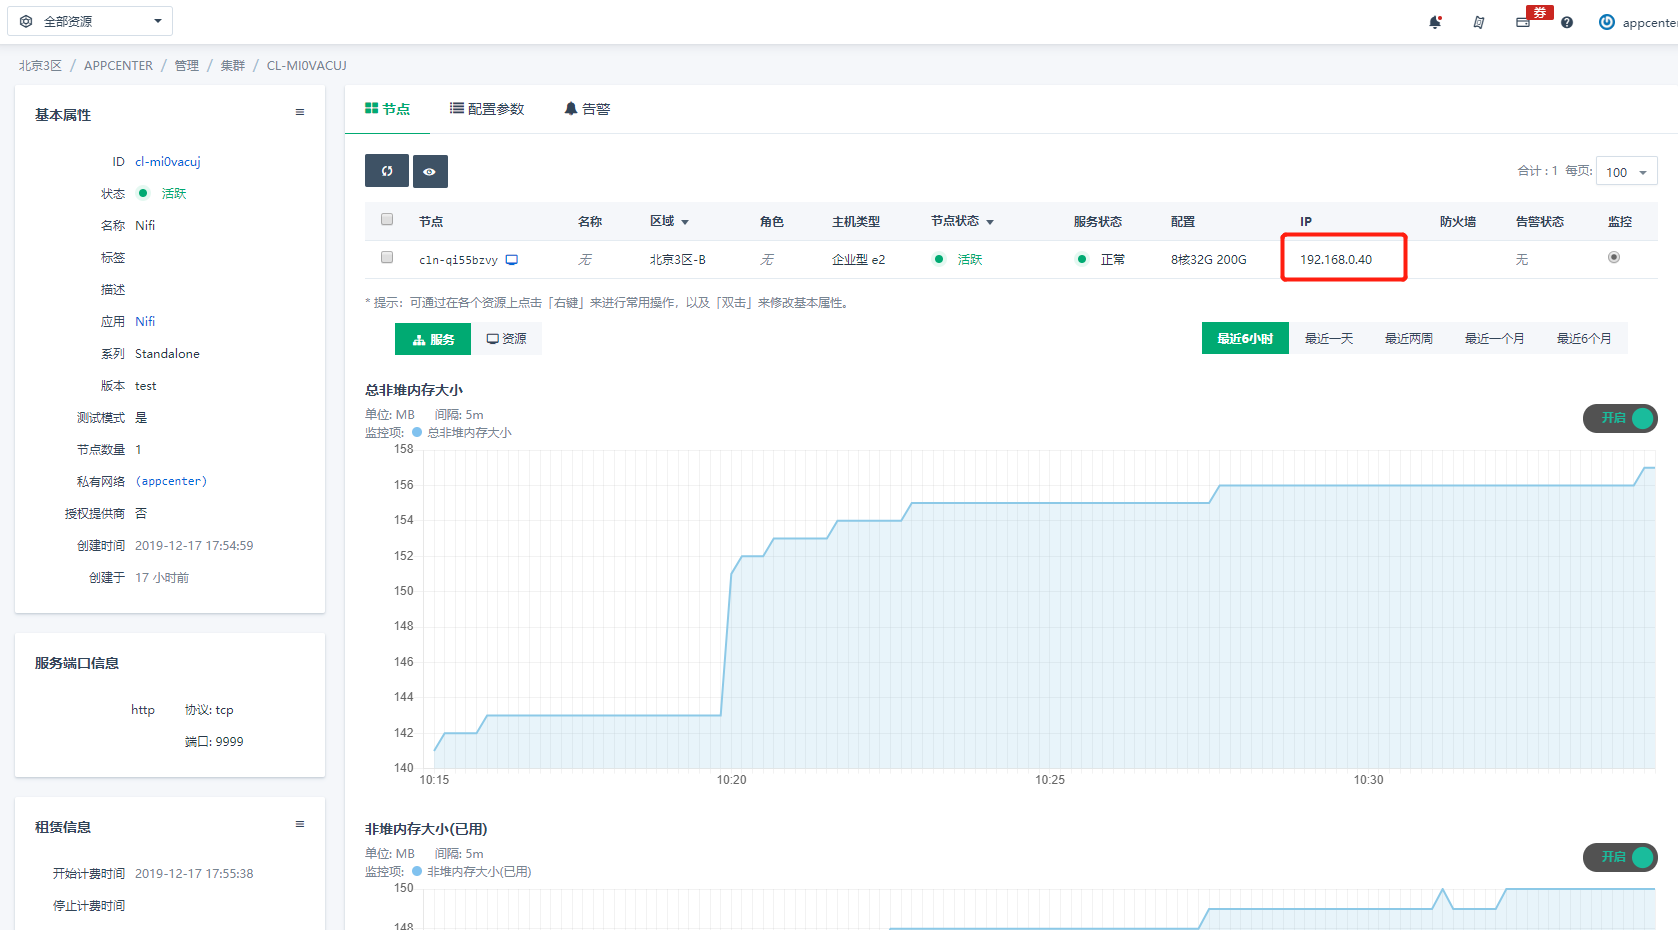 全部资源
券
appcente
北京3区 / APPCENTER / 管理 / 集群 / CL-MI0VACUJ
基本属性
ID cl-mi0vacuj
状态 活跃
名称 Nifi
标签
描述
应用 Nifi
系列 Standalone
版本 test
测试模式 是
节点数量 1
私有网络 (appcenter)
授权提供商 否
创建时间 2019-12-17 17:54:59
创建于 17 小时前
服务端口信息
http 协议: tcp
端口: 9999
租赁信息
开始计费时间 2019-12-17 17:55:38
停止计费时间
节点 配置参数 告警
合计 : 1 每页: 100
节点 名称 区域 角色 主机类型 节点状态 服务状态 配置 IP 防火墙 告警状态 监控
cln-qi55bzvy 无 北京3区-B 无 企业型 e2 活跃 正常 8核32G 200G 192.168.0.40 无
* 提示：可通过在各个资源上点击「右键」来进行常用操作，以及「双击」来修改基本属性。
服务 资源
最近6小时 最近一天 最近两周 最近一个月 最近6个月
总非堆内存大小
单位: MB 间隔: 5m
监控项: 总非堆内存大小
开启
158
156
154
152
150
148
146
144
142
140
10:15 10:20 10:25 10:30
非堆内存大小(已用)
单位: MB 间隔: 5m
监控项: 非堆内存大小(已用)
开启
150
148